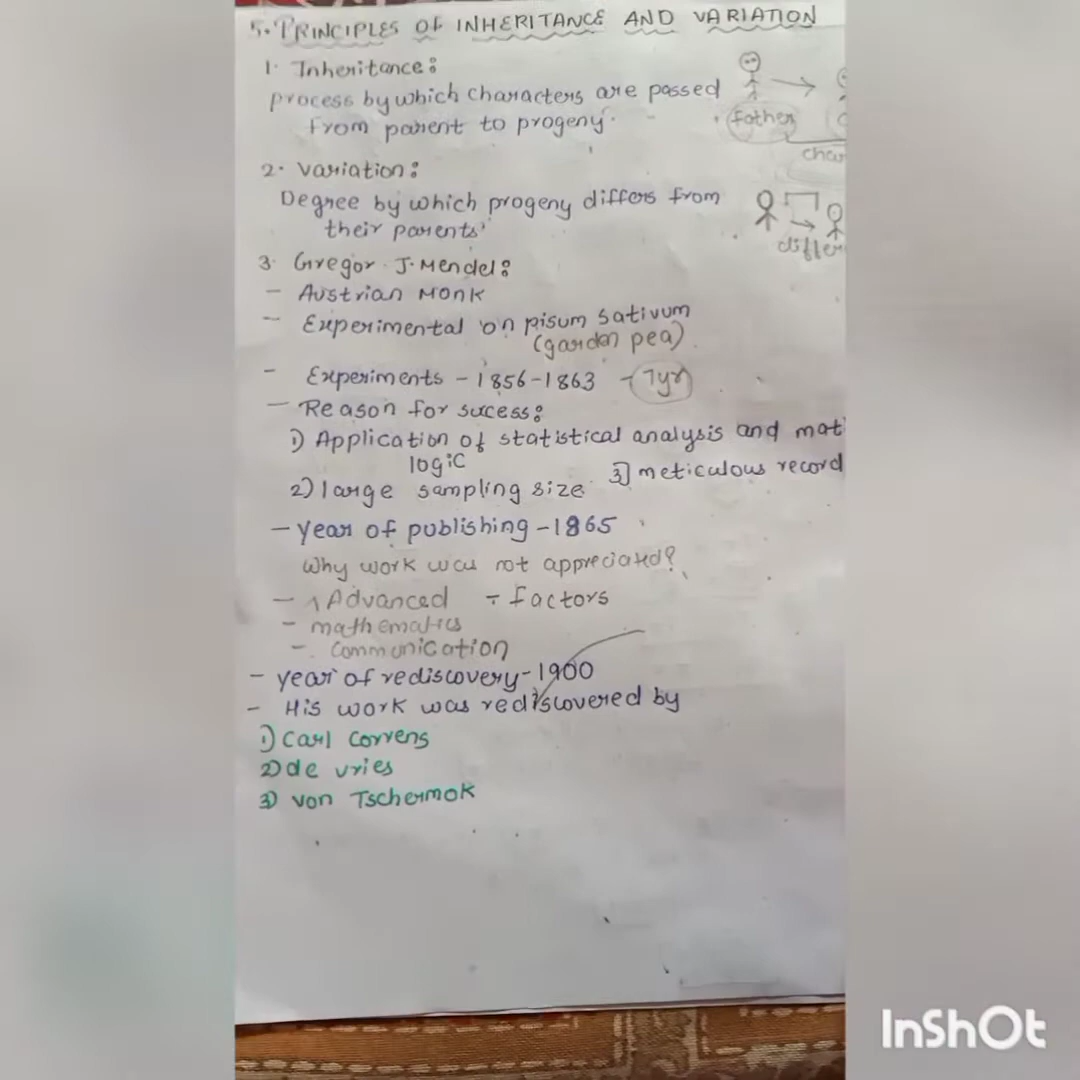 5. PRINCIPLES OF INHERITANCE AND VARIATION
1. Inheritance:
process by which characters are passed
from parent to progeny.
father
2. Variation:
Degree by which progeny differs from
their parents.
3. Gregor J. Mendel:
- Austrian Monk
- Experimental on pisum sativum
(garden pea)
- Experiments - 1856-1863 - 7yr
- Reason for sucess:
1) Application of statistical analysis and mat
logic
2) large sampling size 3] meticulous record
- Year of publishing - 1865
Why work was not appreciated?
- Advanced - factors
- mathematics
- Communication
- year of rediscovery - 1900
- His work was rediscovered by
1) Carl Correns
2) de vries
3) von Tschermak
InShOt